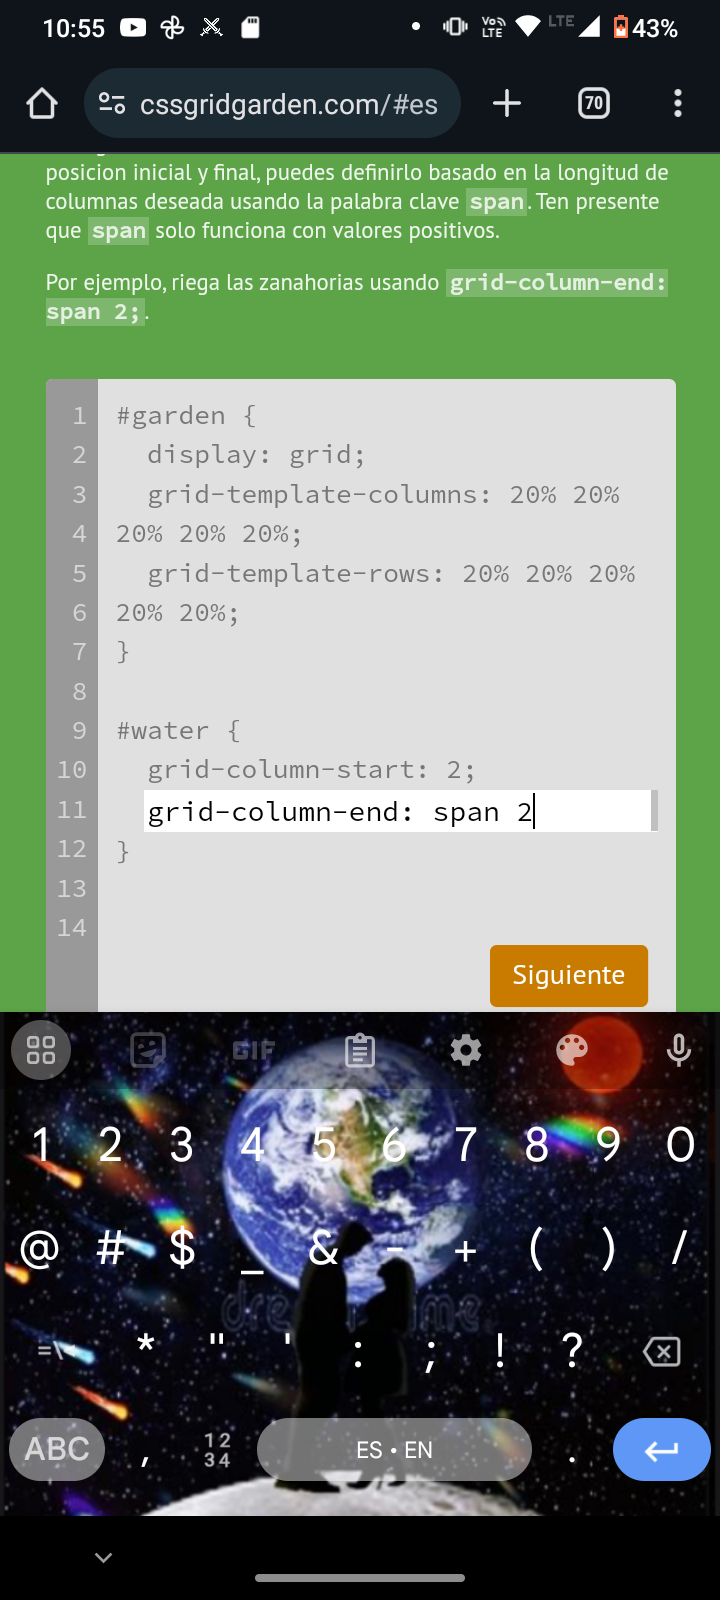 10:55 Vo LTE LTE 43%
cssgridgarden.com/#es 70
posicion inicial y final, puedes definirlo basado en la longitud de
columnas deseada usando la palabra clave span. Ten presente
que span solo funciona con valores positivos.
Por ejemplo, riega las zanahorias usando grid-column-end:
span 2;.
1 #garden {
2 display: grid;
3 grid-template-columns: 20% 20%
4 20% 20% 20%;
5 grid-template-rows: 20% 20% 20%
6 20% 20%;
7 }
8
9 #water {
10 grid-column-start: 2;
11 grid-column-end: span 2
12 }
13
14
Siguiente
GIF
1 2 3 4 5 6 7 8 9 0
@ # $ _ & - + ( ) /
=\< * " ' : ; ! ?
ABC , 12 34 ES • EN .